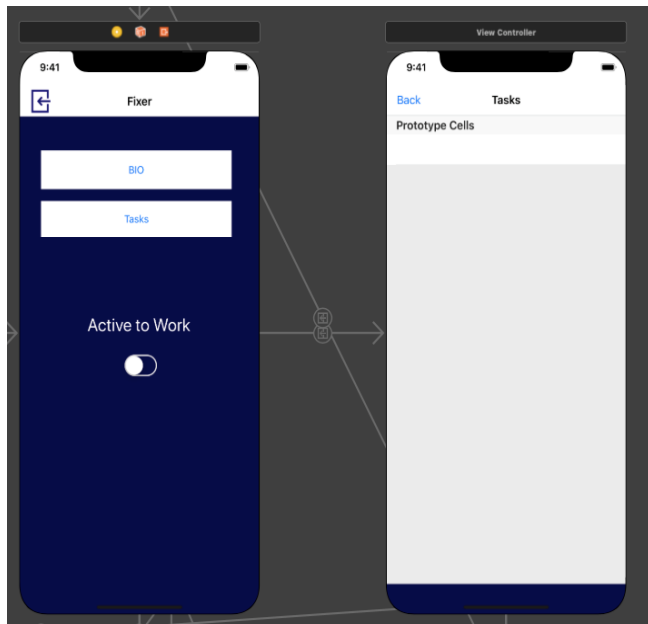 View Controller
9:41
Fixer
BIO
Tasks
Active to Work
9:41
Back
Tasks
Prototype Cells